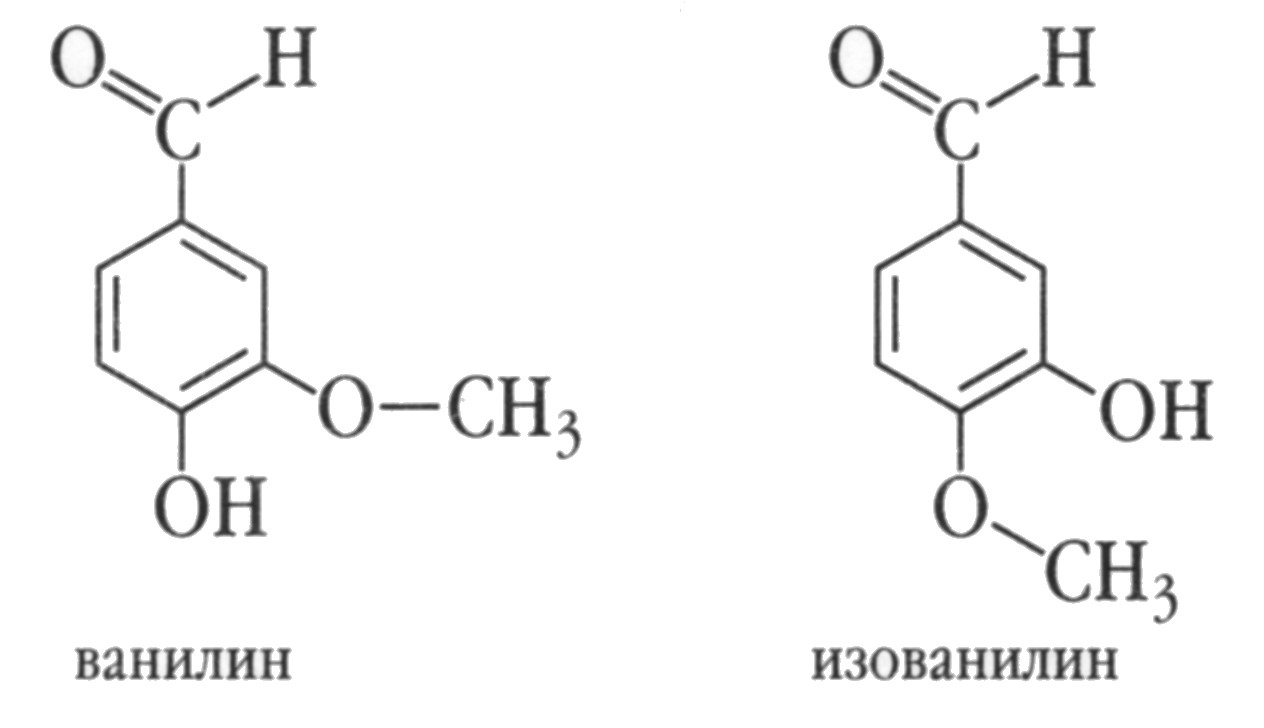 O H O H
C C
O—CH₃ OH
OH O
CH₃
ванилин изованилин